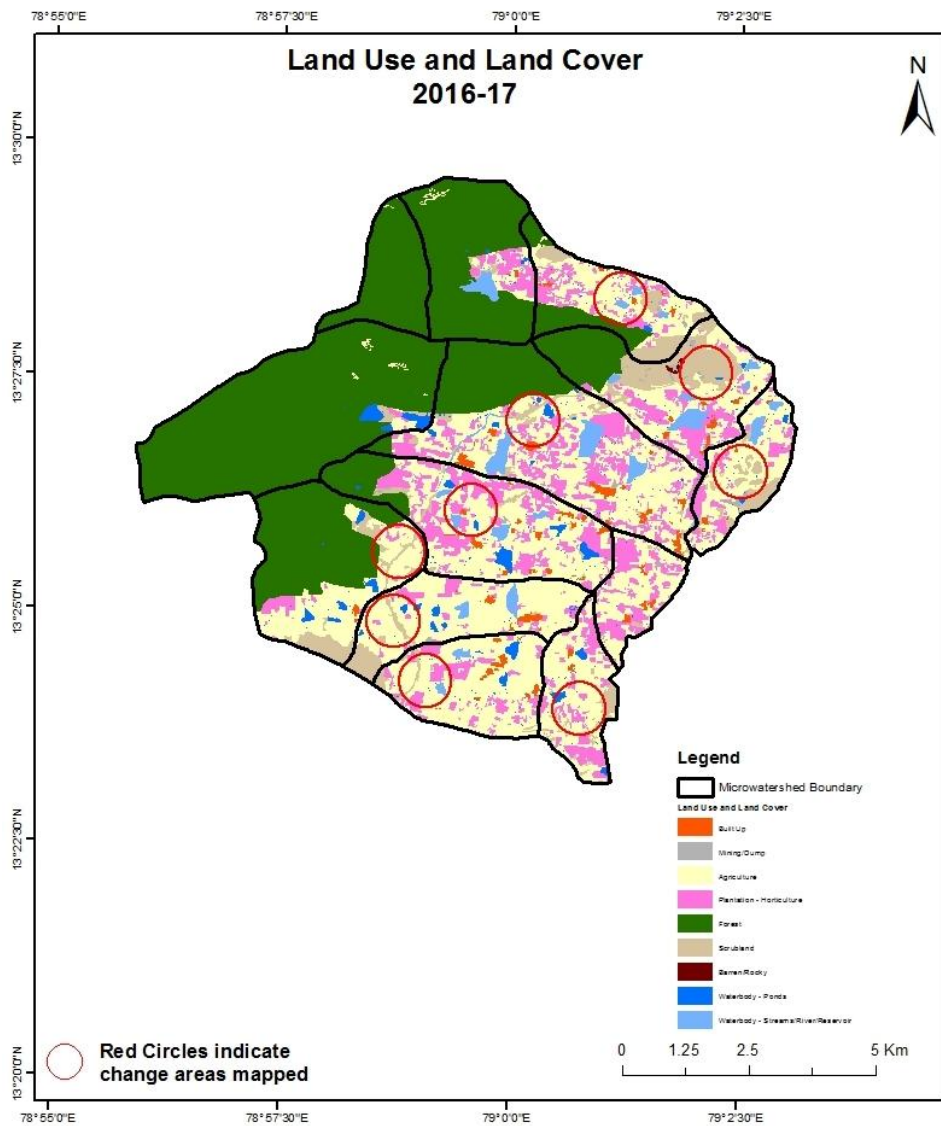 78°55'0"E 78°57'30"E 79°0'0"E 79°2'30"E
Land Use and Land Cover
2016-17
N
13°30'0"N
13°27'30"N
13°25'0"N
13°22'30"N
13°20'0"N
Legend
Microwatershed Boundary
Land Use and Land Cover
Built Up
Mining/Dump
Agriculture
Plantation - Horticulture
Forest
Scrubland
Barren/Rocky
Waterbody - Ponds
Waterbody - Streams/River/Reservoir
Red Circles indicate
change areas mapped
0 1.25 2.5 5 Km
78°55'0"E 78°57'30"E 79°0'0"E 79°2'30"E